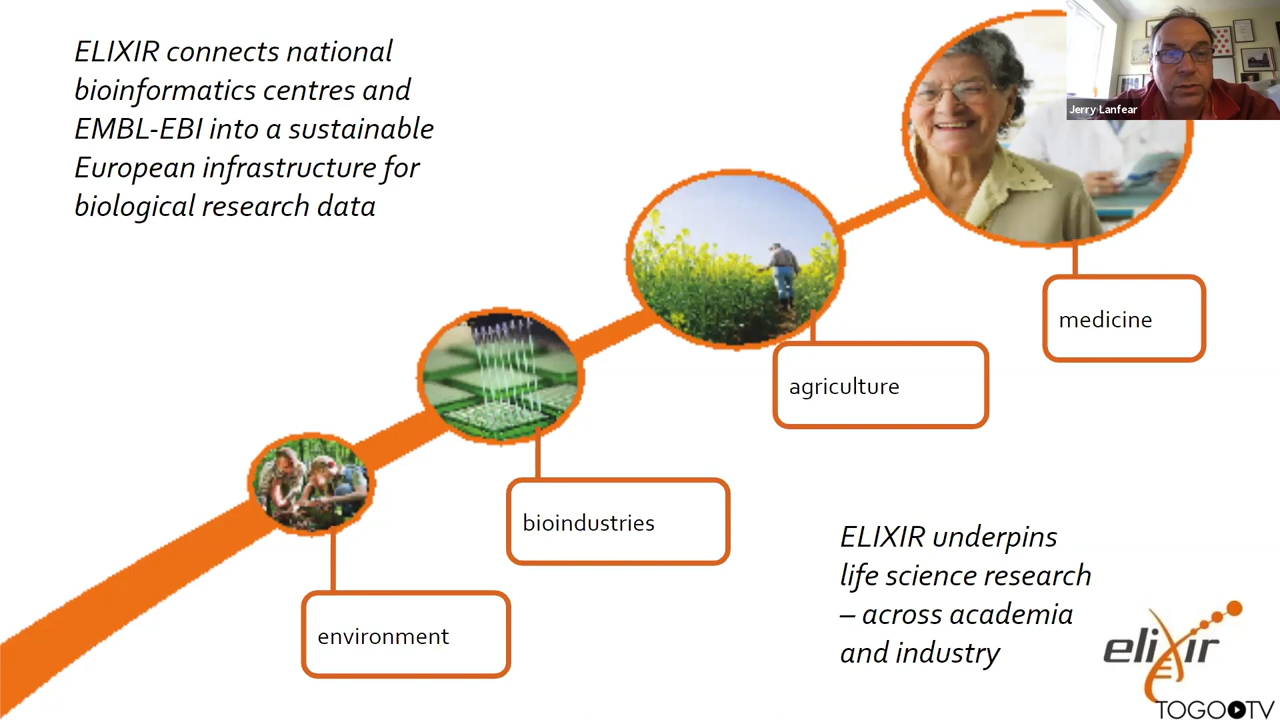 ELIXIR connects national
bioinformatics centres and
EMBL-EBI into a sustainable
European infrastructure for
biological research data
Jerry Lanfear
medicine
agriculture
bioindustries
environment
ELIXIR underpins
life science research
– across academia
and industry
elixir
TOGOTV